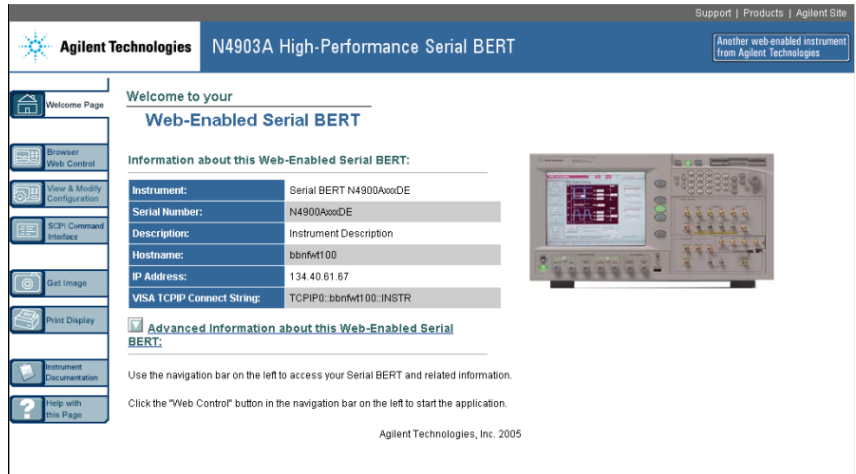 Support | Products | Agilent Site
Agilent Technologies
N4903A High-Performance Serial BERT
Another web-enabled instrument
from Agilent Technologies
Welcome Page
Browser
Web Control
View & Modify
Configuration
SCPI Command
Interface
Get Image
Print Display
Instrument
Documentation
Help with
this Page
Welcome to your
Web-Enabled Serial BERT
Information about this Web-Enabled Serial BERT:
Instrument: Serial BERT N4900AxxxDE
Serial Number: N4900AxxxDE
Description: Instrument Description
Hostname: bbnfwt100
IP Address: 134.40.61.67
VISA TCPIP Connect String: TCPIP0::bbnfwt100::INSTR
Advanced Information about this Web-Enabled Serial
BERT:
Use the navigation bar on the left to access your Serial BERT and related information.
Click the "Web Control" button in the navigation bar on the left to start the application.
Agilent Technologies, Inc. 2005